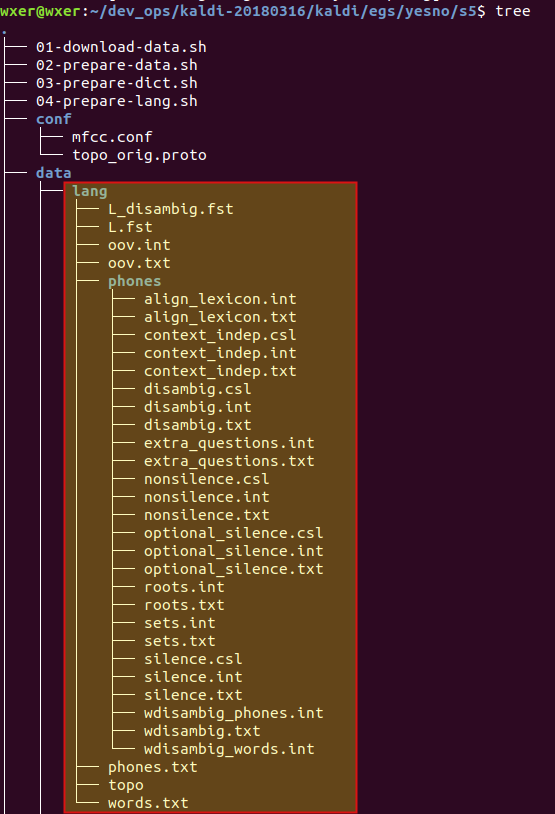 wxer@wxer:~/dev_ops/kaldi-20180316/kaldi/egs/yesno/s5$ tree
.
├── 01-download-data.sh
├── 02-prepare-data.sh
├── 03-prepare-dict.sh
├── 04-prepare-lang.sh
├── conf
│   ├── mfcc.conf
│   └── topo_orig.proto
├── data
│   ├── lang
│   │   ├── L_disambig.fst
│   │   ├── L.fst
│   │   ├── oov.int
│   │   ├── oov.txt
│   │   ├── phones
│   │   │   ├── align_lexicon.int
│   │   │   ├── align_lexicon.txt
│   │   │   ├── context_indep.csl
│   │   │   ├── context_indep.int
│   │   │   ├── context_indep.txt
│   │   │   ├── disambig.csl
│   │   │   ├── disambig.int
│   │   │   ├── disambig.txt
│   │   │   ├── extra_questions.int
│   │   │   ├── extra_questions.txt
│   │   │   ├── nonsilence.csl
│   │   │   ├── nonsilence.int
│   │   │   ├── nonsilence.txt
│   │   │   ├── optional_silence.csl
│   │   │   ├── optional_silence.int
│   │   │   ├── optional_silence.txt
│   │   │   ├── roots.int
│   │   │   ├── roots.txt
│   │   │   ├── sets.int
│   │   │   ├── sets.txt
│   │   │   ├── silence.csl
│   │   │   ├── silence.int
│   │   │   ├── silence.txt
│   │   │   ├── wdisambig_phones.int
│   │   │   ├── wdisambig.txt
│   │   │   └── wdisambig_words.int
│   │   ├── phones.txt
│   │   ├── topo
│   │   └── words.txt